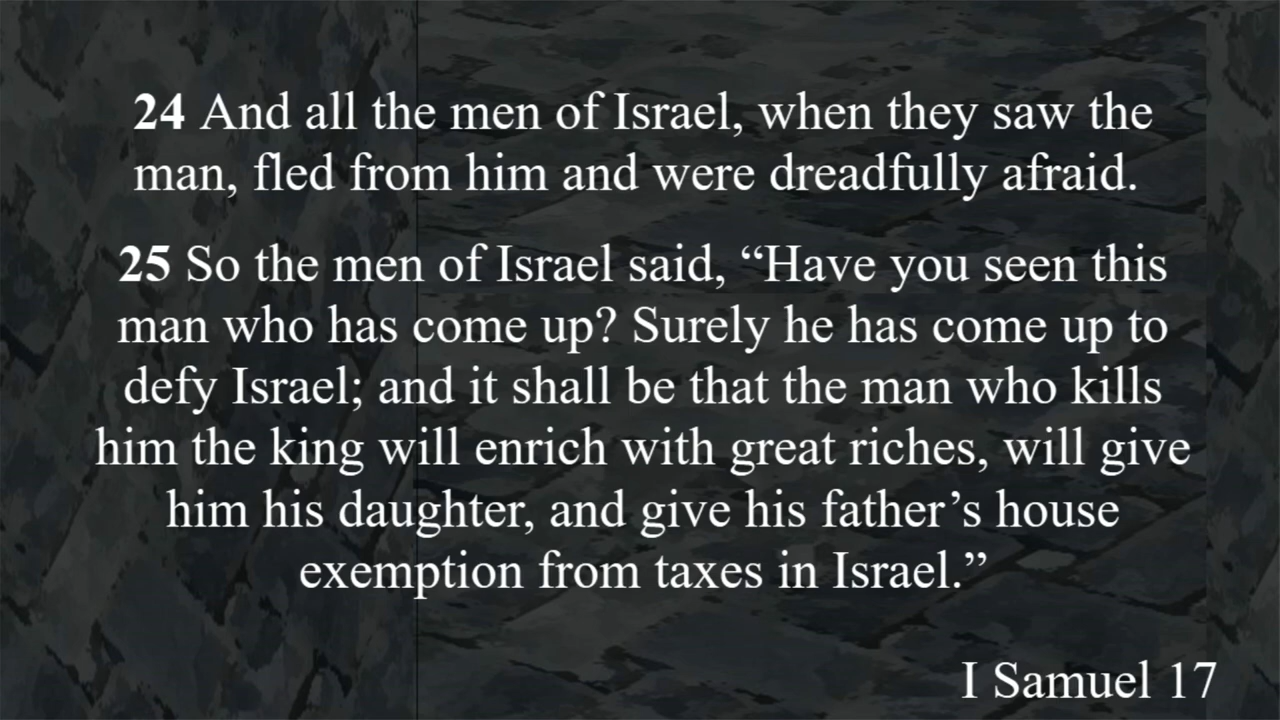 24 And all the men of Israel, when they saw the
man, fled from him and were dreadfully afraid.
25 So the men of Israel said, “Have you seen this
man who has come up? Surely he has come up to
defy Israel; and it shall be that the man who kills
him the king will enrich with great riches, will give
him his daughter, and give his father’s house
exemption from taxes in Israel.”
I Samuel 17